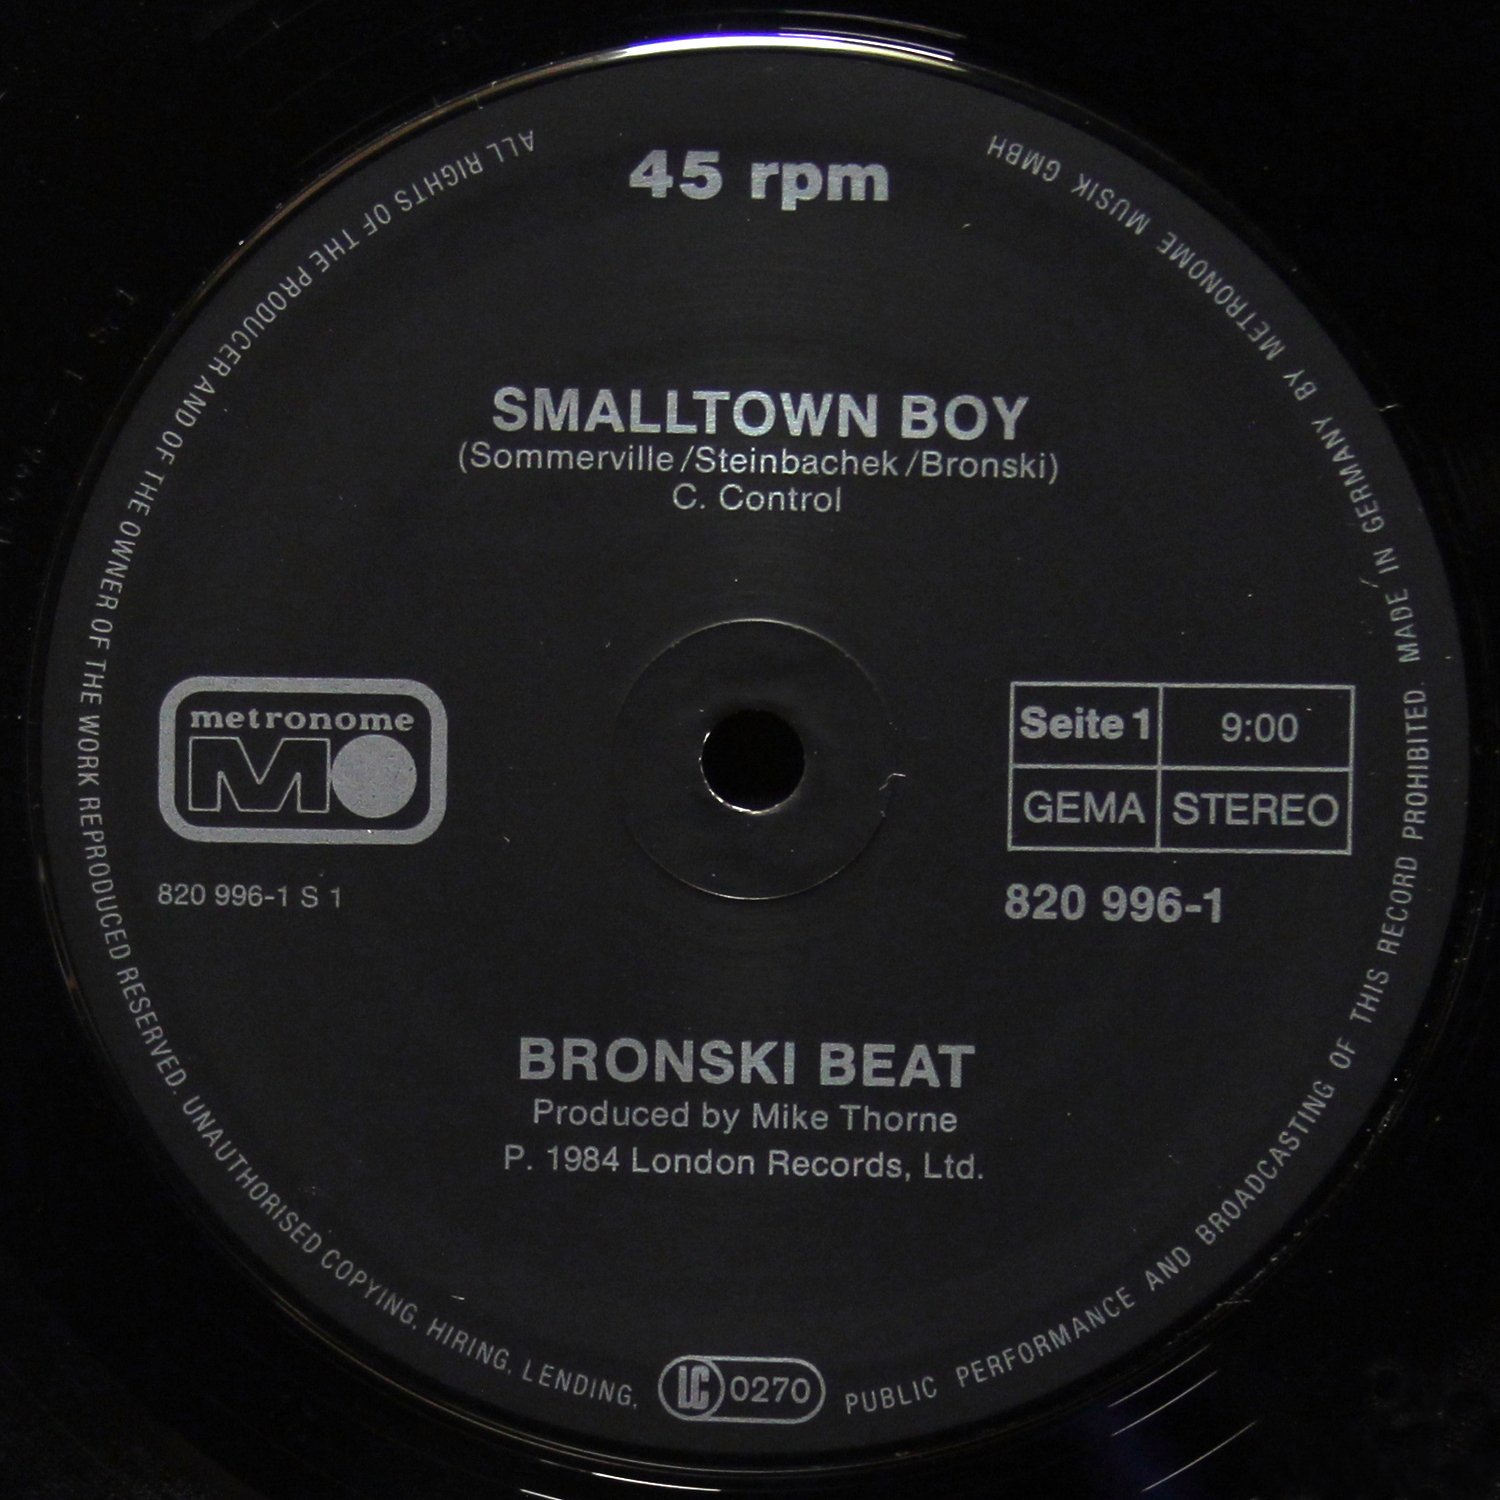 45 rpm
SMALLTOWN BOY
(Sommerville/Steinbachek/Bronski)
C. Control
metronome
MO
820 996-1 S 1
Seite 1
9:00
GEMA
STEREO
820 996-1
BRONSKI BEAT
Produced by Mike Thorne
P. 1984 London Records, Ltd.
ALL RIGHTS OF THE PRODUCER AND OF THE OWNER OF THE WORK REPRODUCED RESERVED. UNAUTHORISED COPYING, HIRING, LENDING,
LC 0270
PUBLIC PERFORMANCE AND BROADCASTING OF THIS RECORD PROHIBITED. MADE IN GERMANY BY METRONOME MUSIK GMBH